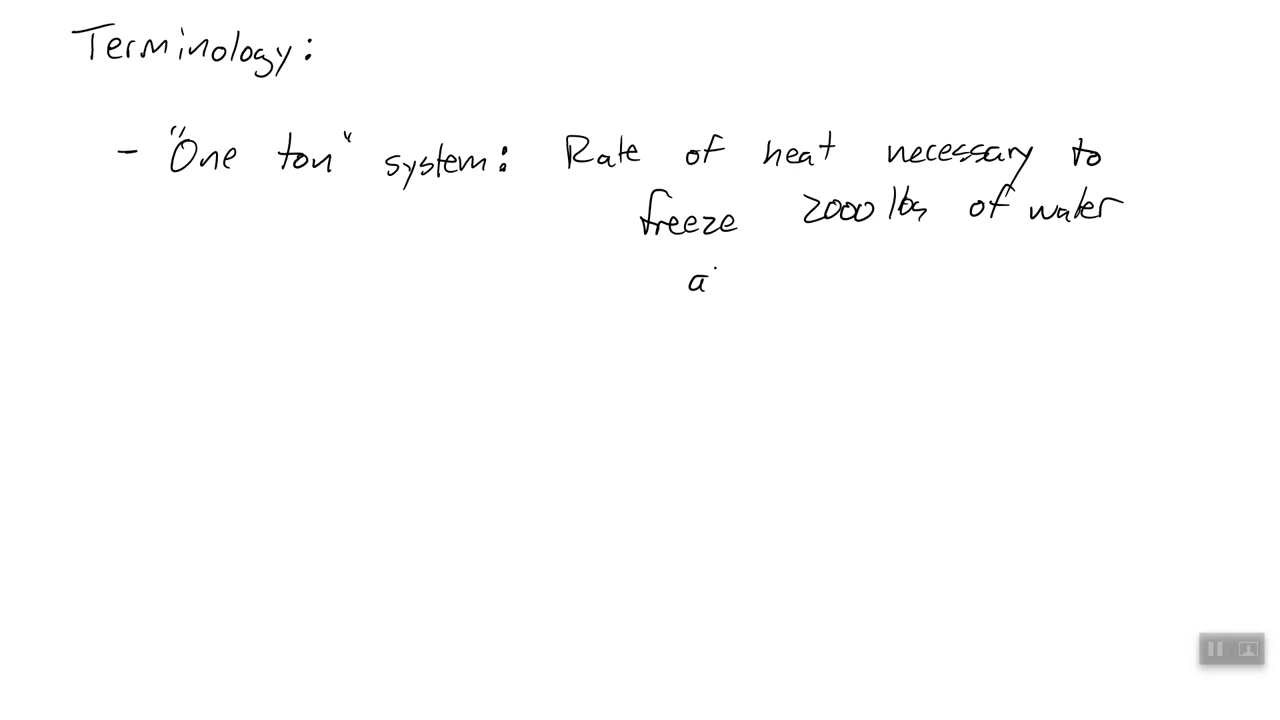 Terminology:
- "One ton" system: Rate of heat necessary to
freeze 2000 lbs of water
a